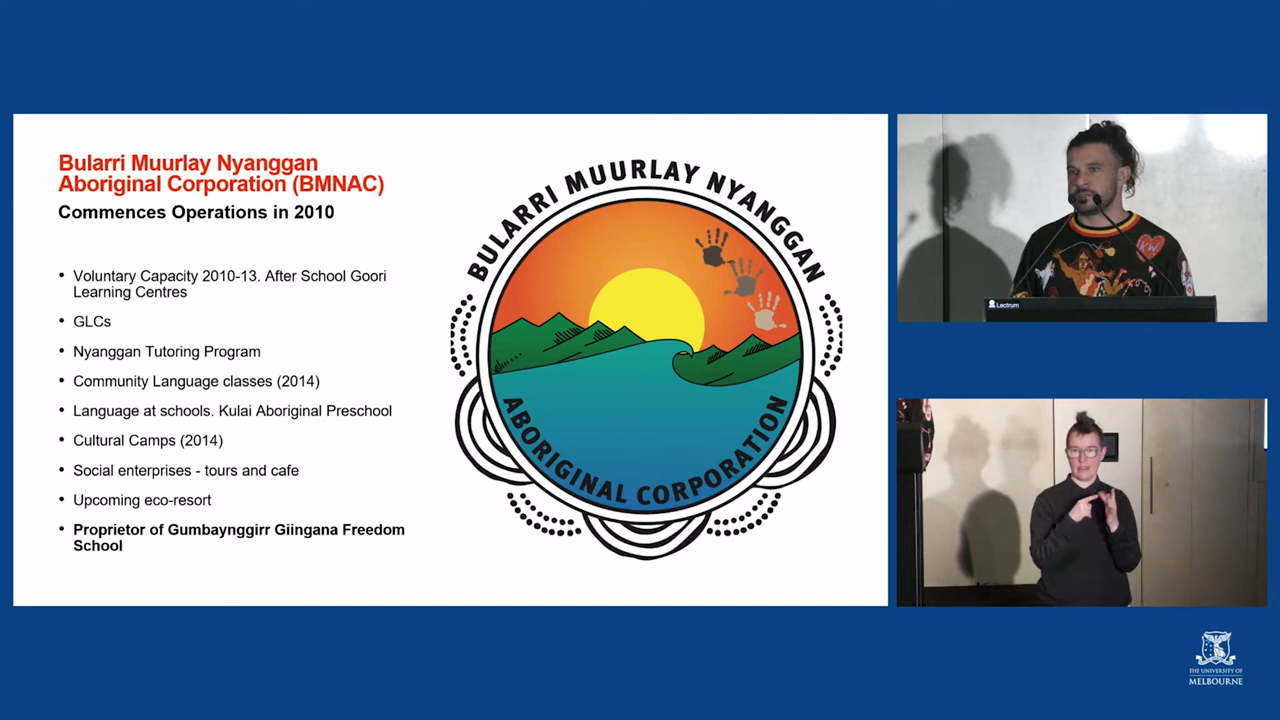 Bularri Muurlay Nyanggan
Aboriginal Corporation (BMNAC)
Commences Operations in 2010
• Voluntary Capacity 2010-13. After School Goori
Learning Centres
• GLCs
• Nyanggan Tutoring Program
• Community Language classes (2014)
• Language at schools. Kulai Aboriginal Preschool
• Cultural Camps (2014)
• Social enterprises - tours and cafe
• Upcoming eco-resort
• Proprietor of Gumbaynggirr Giingana Freedom
School
BULARRI MUURLAY NYANGGAN
ABORIGINAL CORPORATION
KW
Lectrum
THE UNIVERSITY OF
MELBOURNE